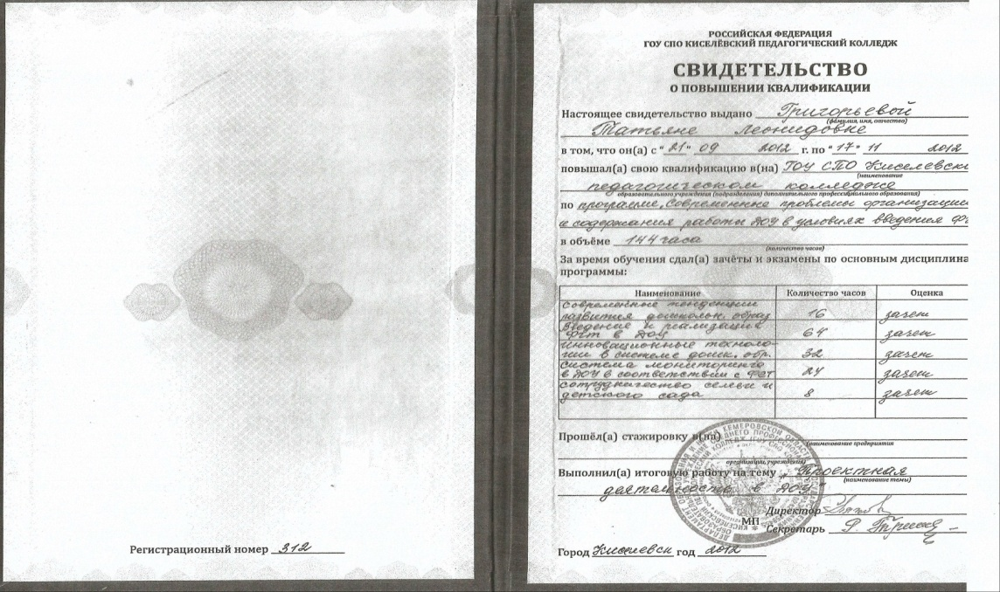 РОССИЙСКАЯ ФЕДЕРАЦИЯ
ГОУ СПО КИСЕЛЁВСКИЙ ПЕДАГОГИЧЕСКИЙ КОЛЛЕДЖ
СВИДЕТЕЛЬСТВО
О ПОВЫШЕНИИ КВАЛИФИКАЦИИ
Настоящее свидетельство выдано Григорьевой
(фамилия, имя, отчество)
Татьяне Леонидовне
в том, что он(а) с "21" 09 2012 г. по "17" 11 2012
повышал(а) свою квалификацию в(на) ГОУ СПО Киселевск
(наименование
педагогическом колледже
образовательного учреждения (подразделения) дополнительного профессионального образования)
по программе „Современные проблемы организации
и содержания работы ДОУ в условиях введения
в объёме 144 часа
(количество часов)
За время обучения сдал(а) зачёты и экзамены по основным дисциплина
программы:
Наименование Количество часов Оценка
Современные тенденции
развития дошкольн. образ 16 зачет
Введение и реализация
ФГТ в ДОУ 64 зачет
Инновационные техноло-
гии в системе дошк. обр. 32 зачет
Система мониторинга
в ДОУ в соответствии с ФГТ 24 зачет
Сотрудничество семьи и
детского сада 8 зачет
Прошёл(а) стажировку в(на)
(наименование предприятия
организации, учреждения)
Выполнил(а) итоговую работу на тему „Проектная
(наименование темы)
деятельность в ДОУ"
Директор
МП
Секретарь
Регистрационный номер 312
Город Киселевск год 2012